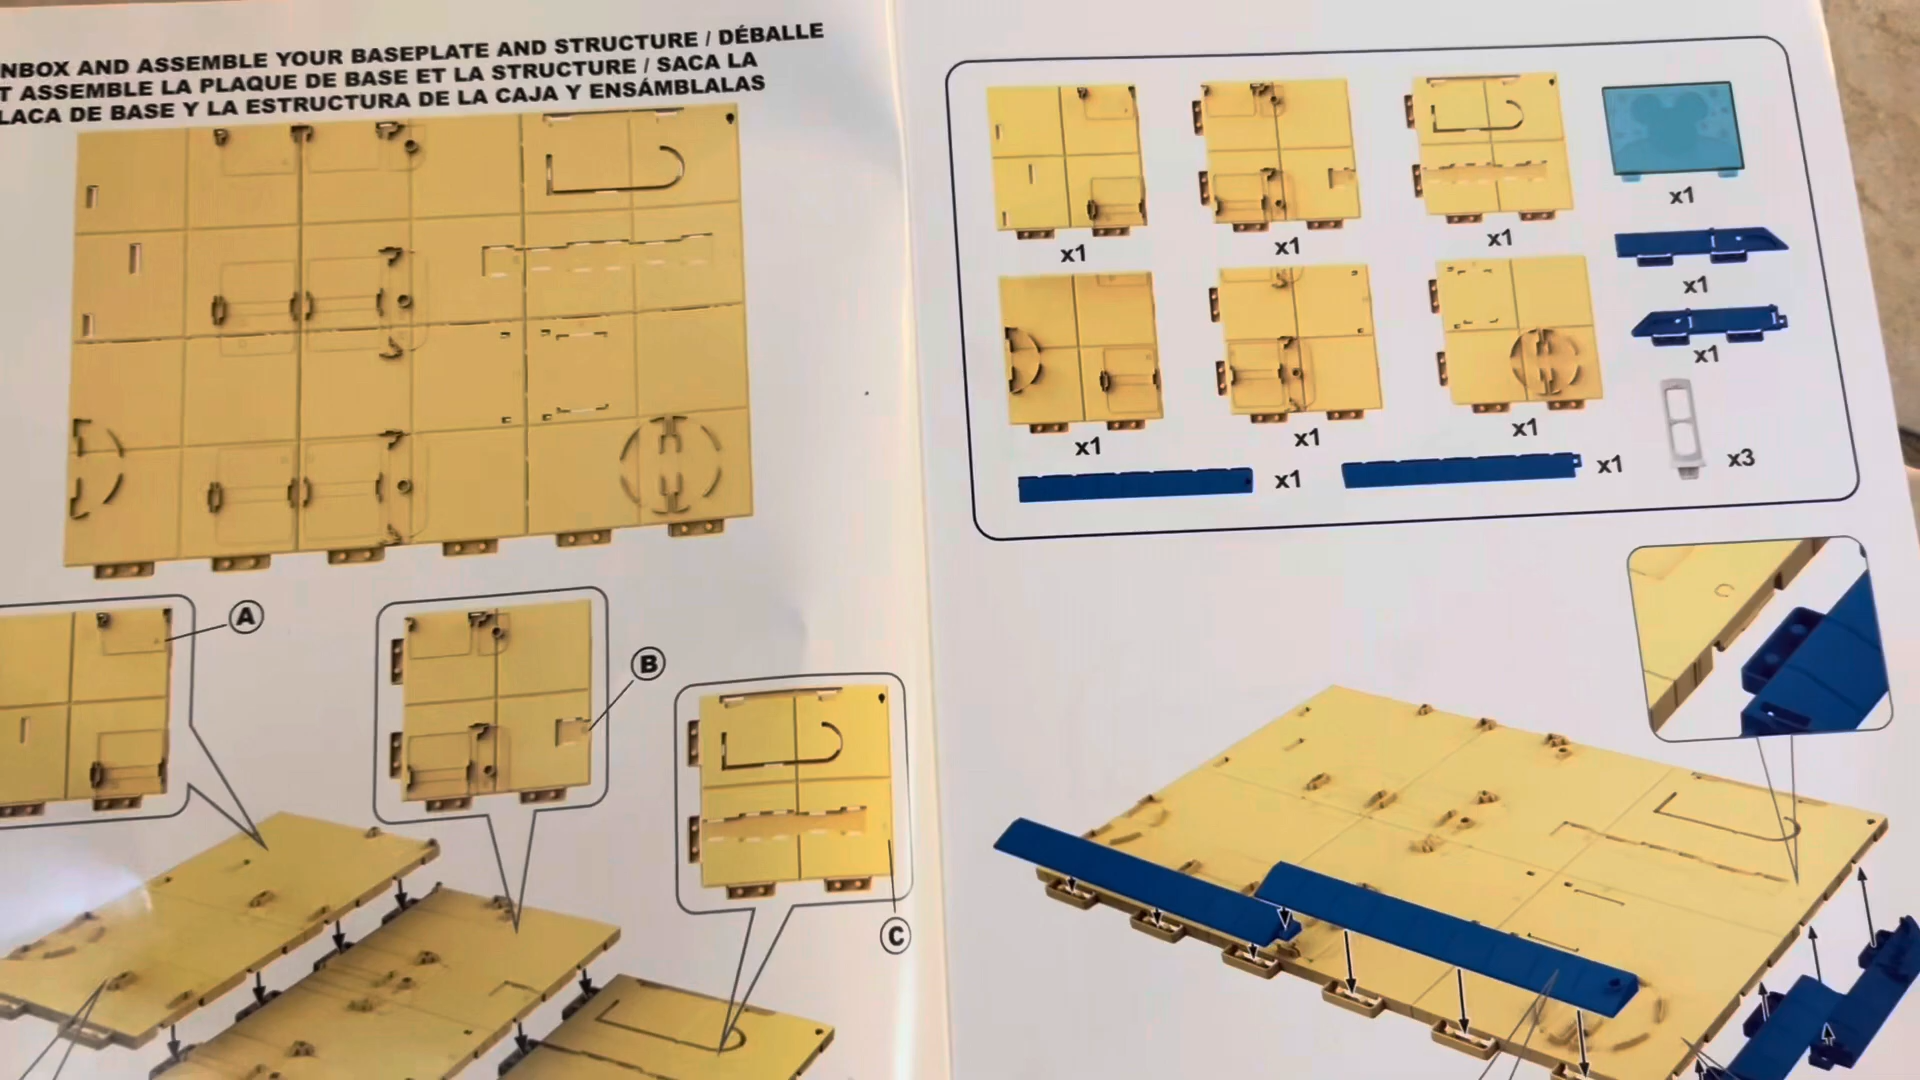 NBOX AND ASSEMBLE YOUR BASEPLATE AND STRUCTURE / DÉBALLE
T ASSEMBLE LA PLAQUE DE BASE ET LA STRUCTURE / SACA LA
LACA DE BASE Y LA ESTRUCTURA DE LA CAJA Y ENSÁMBLALAS
A
B
C
x1
x1
x1
x1
x1
x1
x1
x1
x1
x1
x1
x3